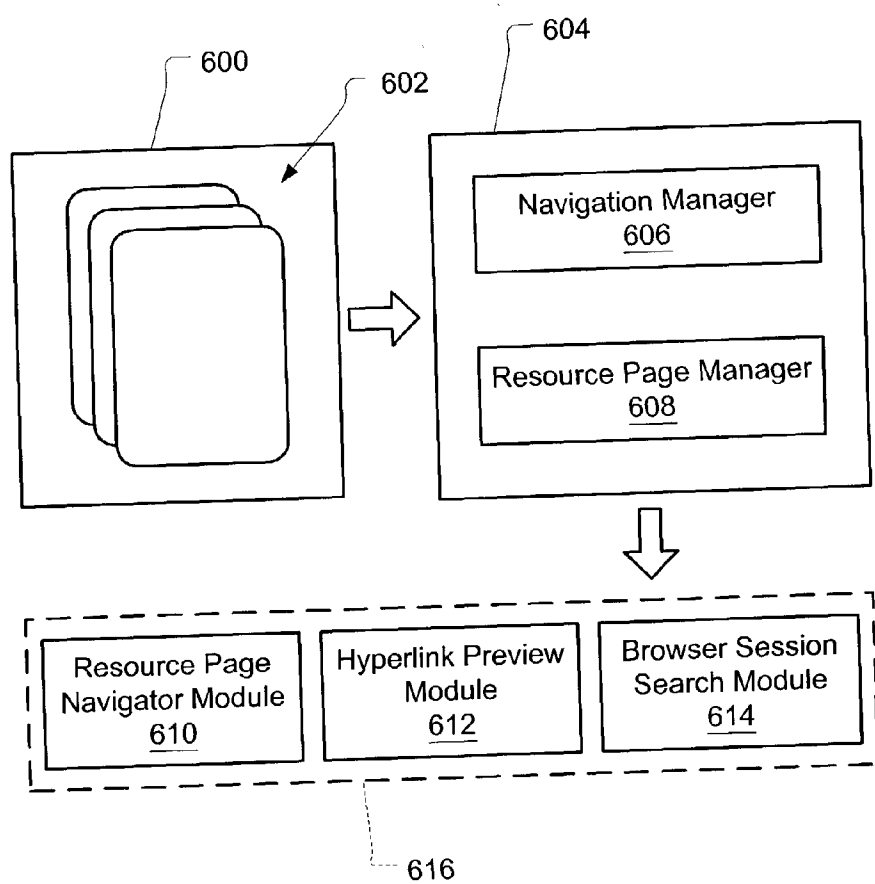 600
602
604
Navigation Manager
606
Resource Page Manager
608
Resource Page
Navigator Module
610
Hyperlink Preview
Module
612
Browser Session
Search Module
614
616